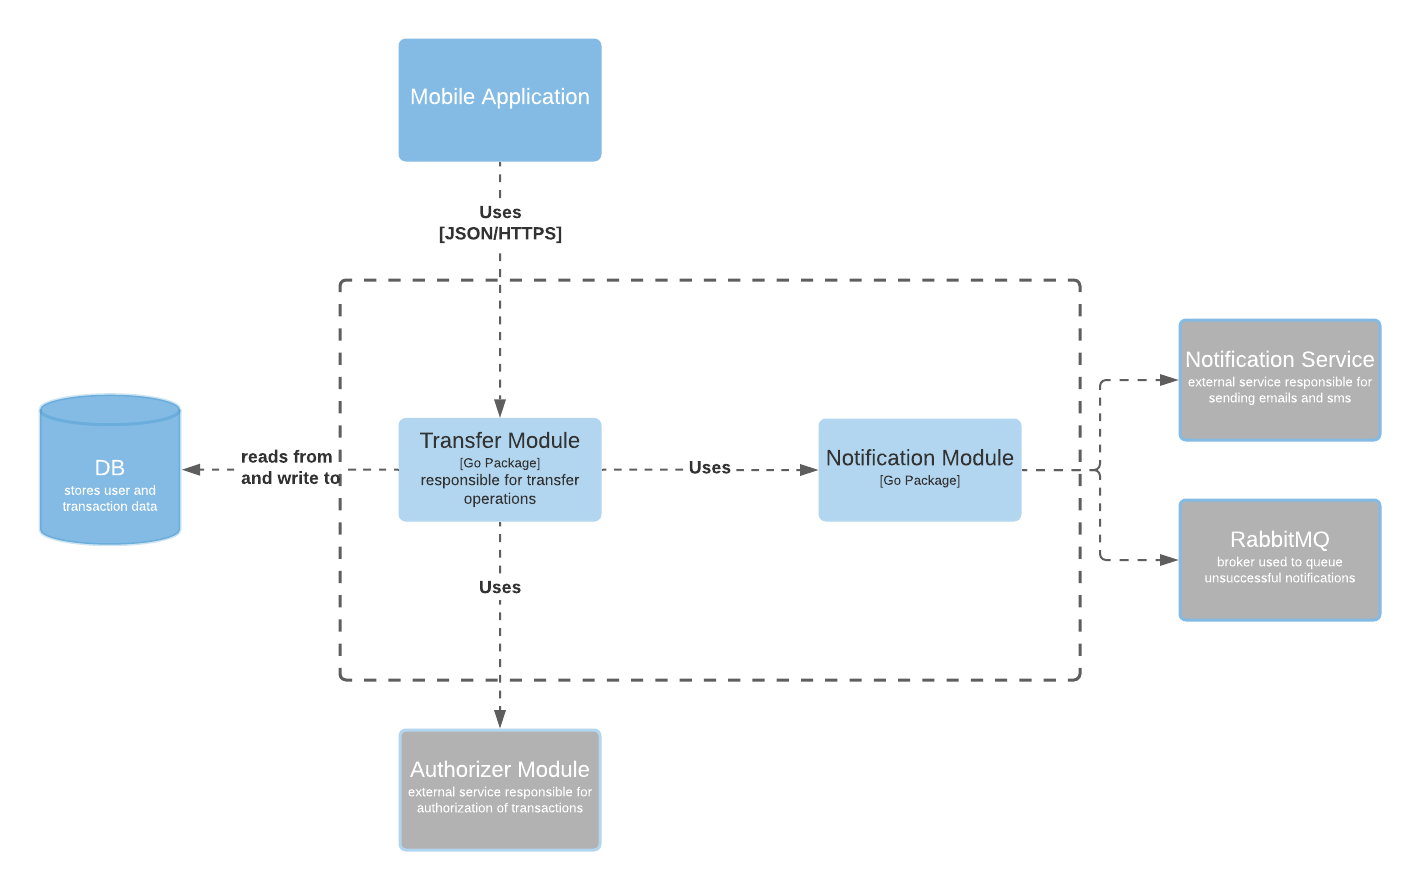 Mobile Application
Uses
[JSON/HTTPS]
Notification Service
external service responsible for
sending emails and sms
DB
stores user and
transaction data
reads from
and write to
Transfer Module
[Go Package]
responsible for transfer
operations
Uses
Notification Module
[Go Package]
RabbitMQ
broker used to queue
unsuccessful notifications
Uses
Authorizer Module
external service responsible for
authorization of transactions